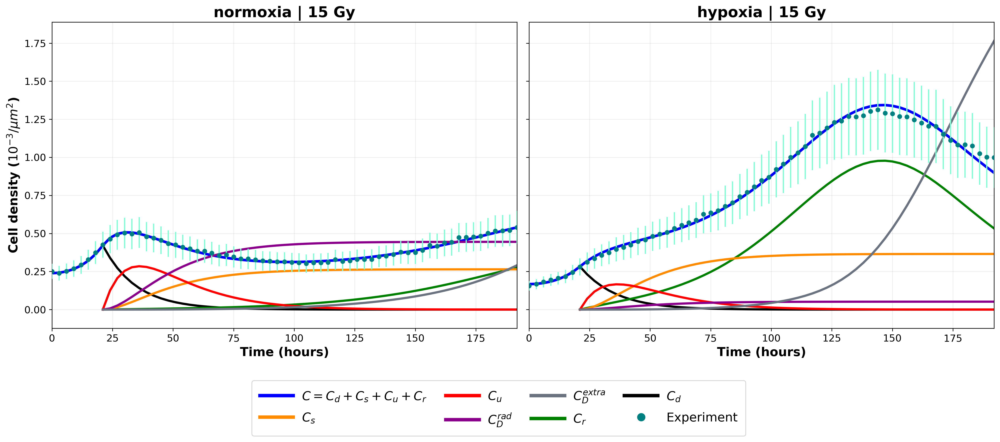 normoxia | 15 Gy
hypoxia | 15 Gy
Cell density (10⁻³/μm²)
1.75
1.50
1.25
1.00
0.75
0.50
0.25
0.00
0 25 50 75 100 125 150 175
0 25 50 75 100 125 150 175
Time (hours)
Time (hours)
C = C_d + C_s + C_u + C_r
C_u
C_D^{extra}
C_d
C_s
C_D^{rad}
C_r
Experiment